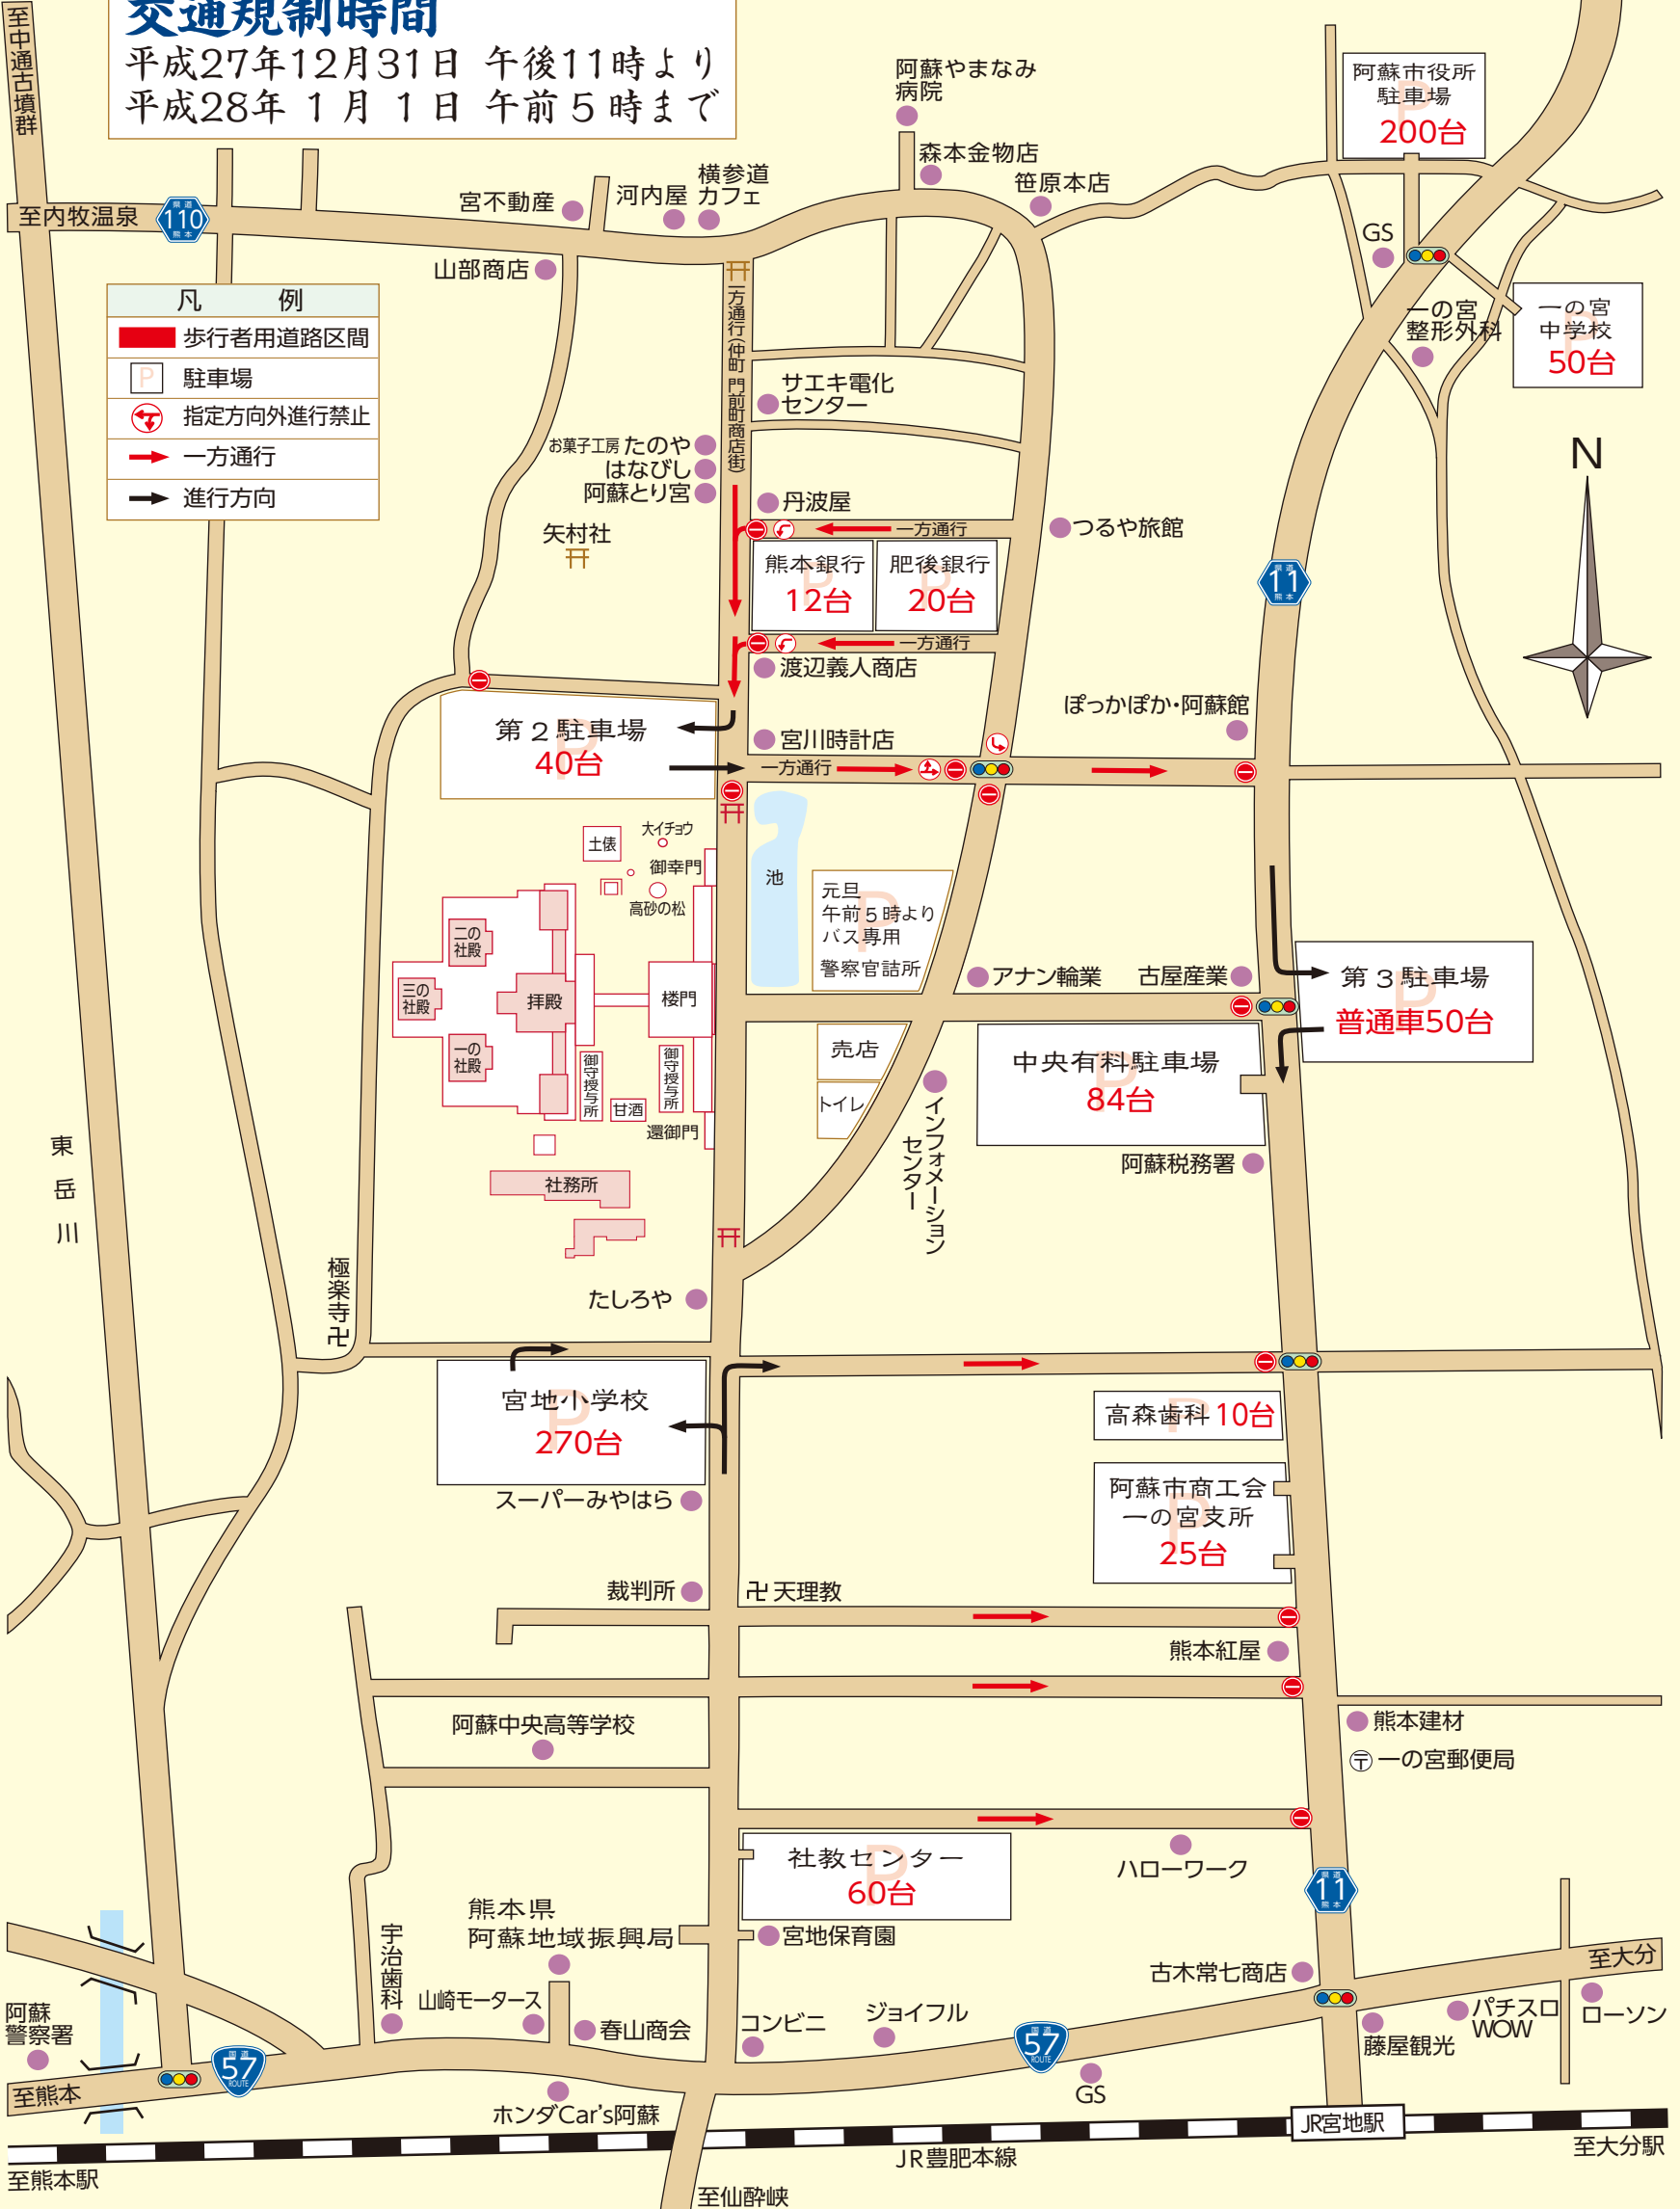 交通規制時間
平成27年12月31日 午後11時より
平成28年 1 月 1 日 午前 5 時まで
至中通古墳群
阿蘇やまなみ
病院
阿蘇市役所
駐車場
200台
森本金物店
横参道
カフェ
笹原本店
宮不動産
河内屋
至内牧温泉
県道
110
熊本
GS
山部商店
凡 例
歩行者用道路区間
P
駐車場
指定方向外進行禁止
一方通行
進行方向
一方通行(仲町 門前町商店街)
一の宮
整形外科
一の宮
中学校
50台
サエキ電化
センター
お菓子工房 たのや
はなびし
阿蘇とり宮
N
丹波屋
一方通行
つるや旅館
矢村社
熊本銀行
12台
肥後銀行
20台
県道
11
熊本
一方通行
渡辺義人商店
ぽっかぽか・阿蘇館
第2駐車場
40台
宮川時計店
一方通行
土俵
大イチョウ
御幸門
高砂の松
池
元旦
午前5時より
バス専用
警察官詰所
二の
社殿
三の
社殿
一の
社殿
拝殿
楼門
アナン輪業
古屋産業
第3駐車場
普通車50台
売店
トイレ
中央有料駐車場
84台
御守授与所
甘酒
御守授与所
還御門
インフォメーション
センター
阿蘇税務署
東岳川
社務所
極楽寺卍
たしろや
宮地小学校
270台
高森歯科 10台
スーパーみやはら
阿蘇市商工会
一の宮支所
25台
裁判所
卍 天理教
熊本紅屋
阿蘇中央高等学校
熊本建材
〒 一の宮郵便局
社教センター
60台
ハローワーク
県道
11
熊本
熊本県
阿蘇地域振興局
宮地保育園
宇治歯科
古木常七商店
至大分
阿蘇
警察署
山崎モータース
春山商会
コンビニ
ジョイフル
パチスロ
WOW
ローソン
国道
57
ROUTE
国道
57
ROUTE
藤屋観光
至熊本
GS
ホンダCar's阿蘇
JR宮地駅
至熊本駅
JR豊肥本線
至大分駅
至仙酔峡